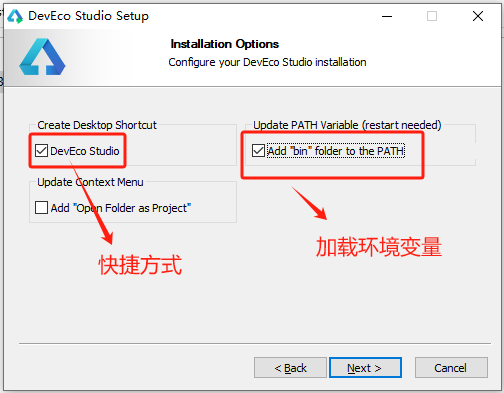 DevEco Studio Setup
Installation Options
Configure your DevEco Studio installation
Create Desktop Shortcut
DevEco Studio
Update PATH Variable (restart needed)
Add "bin" folder to the PATH
Update Context Menu
Add "Open Folder as Project"
快捷方式
加载环境变量
< Back
Next >
Cancel